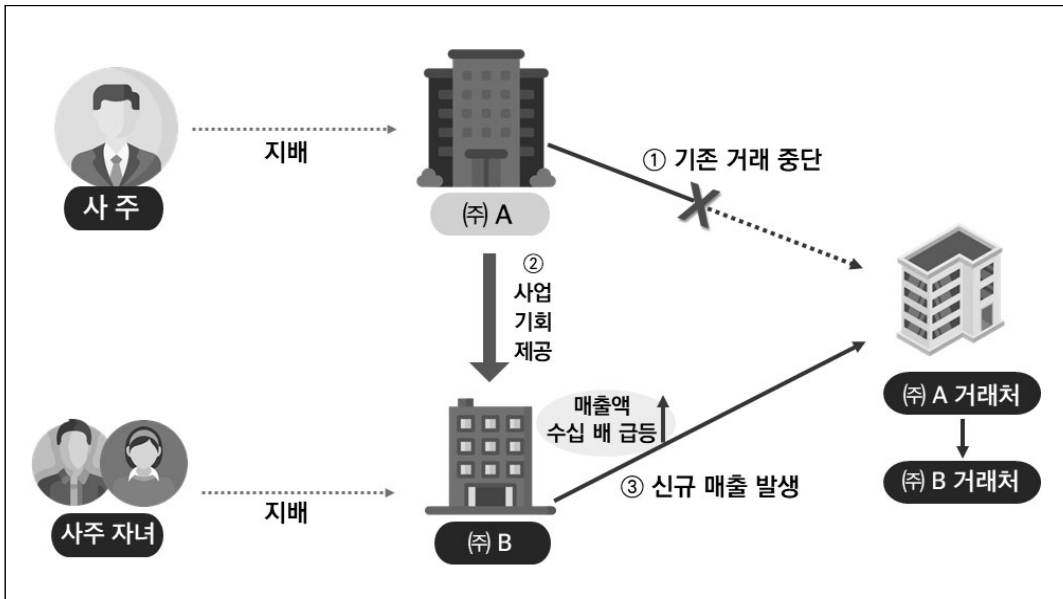 사 주
지배
㈜ A
① 기존 거래 중단
②
사업
기회
제공
매출액
수십 배 급등
③ 신규 매출 발생
㈜ A 거래처
㈜ B 거래처
사주 자녀
지배
㈜ B